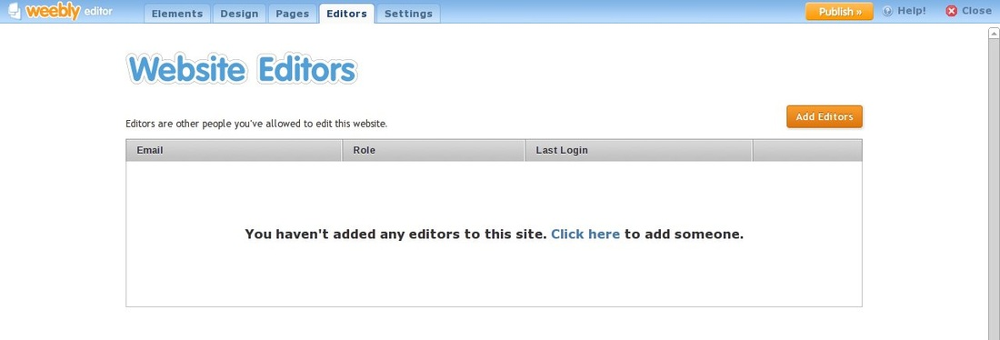 weebly editor Elements Design Pages Editors Settings Publish » Help! Close
Website Editors
Editors are other people you've allowed to edit this website. Add Editors
Email Role Last Login
You haven't added any editors to this site. Click here to add someone.